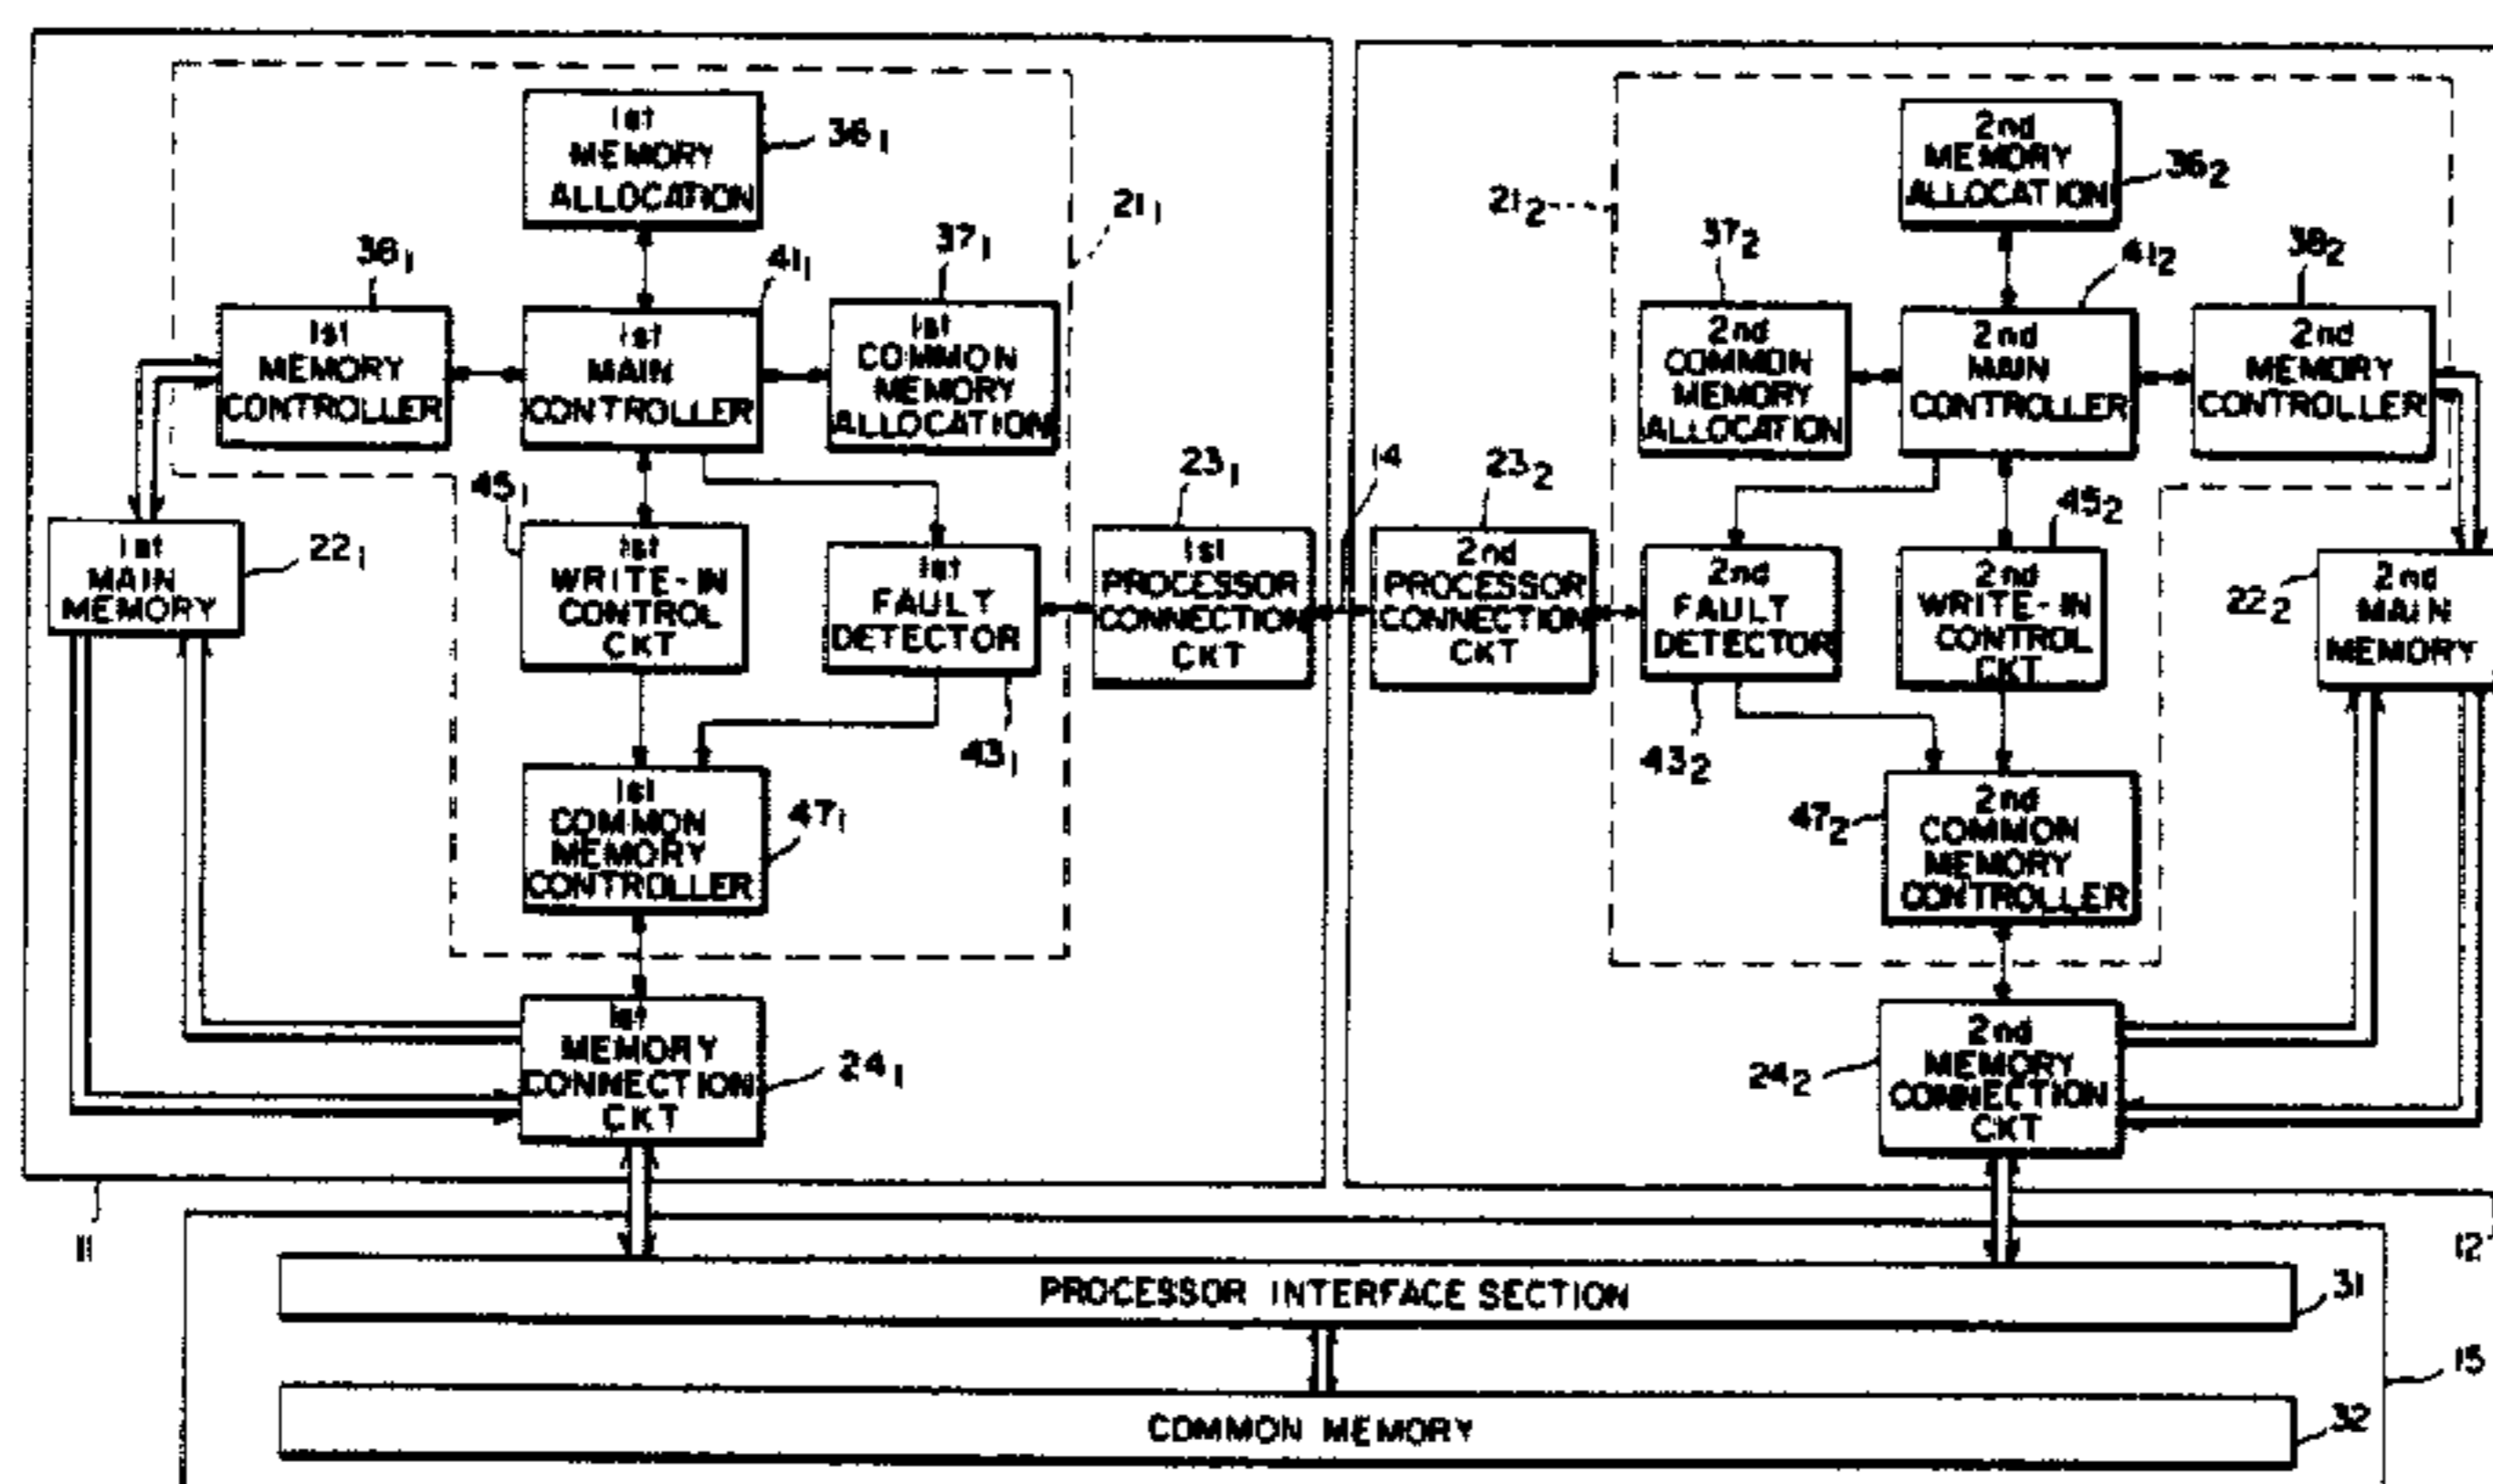 1st
MEMORY
ALLOCATION
36₁
21₁
38₁
1st
MEMORY
CONTROLLER
41₁
1st
MAIN
CONTROLLER
37₁
1st
COMMON
MEMORY
ALLOCATION
22₁
1st
MAIN
MEMORY
45₁
1st
WRITE-IN
CONTROL
CKT
1st
FAULT
DETECTOR
43₁
23₁
1st
PROCESSOR
CONNECTION
CKT
14
1st
COMMON
MEMORY
CONTROLLER
47₁
1st
MEMORY
CONNECTION
CKT
24₁
11
2nd
MEMORY
ALLOCATION
36₂
21₂
37₂
2nd
COMMON
MEMORY
ALLOCATION
41₂
2nd
MAIN
CONTROLLER
38₂
2nd
MEMORY
CONTROLLER
23₂
2nd
PROCESSOR
CONNECTION
CKT
2nd
FAULT
DETECTOR
43₂
45₂
2nd
WRITE-IN
CONTROL
CKT
22₂
2nd
MAIN
MEMORY
47₂
2nd
COMMON
MEMORY
CONTROLLER
24₂
2nd
MEMORY
CONNECTION
CKT
12
PROCESSOR INTERFACE SECTION
31
15
COMMON MEMORY
32